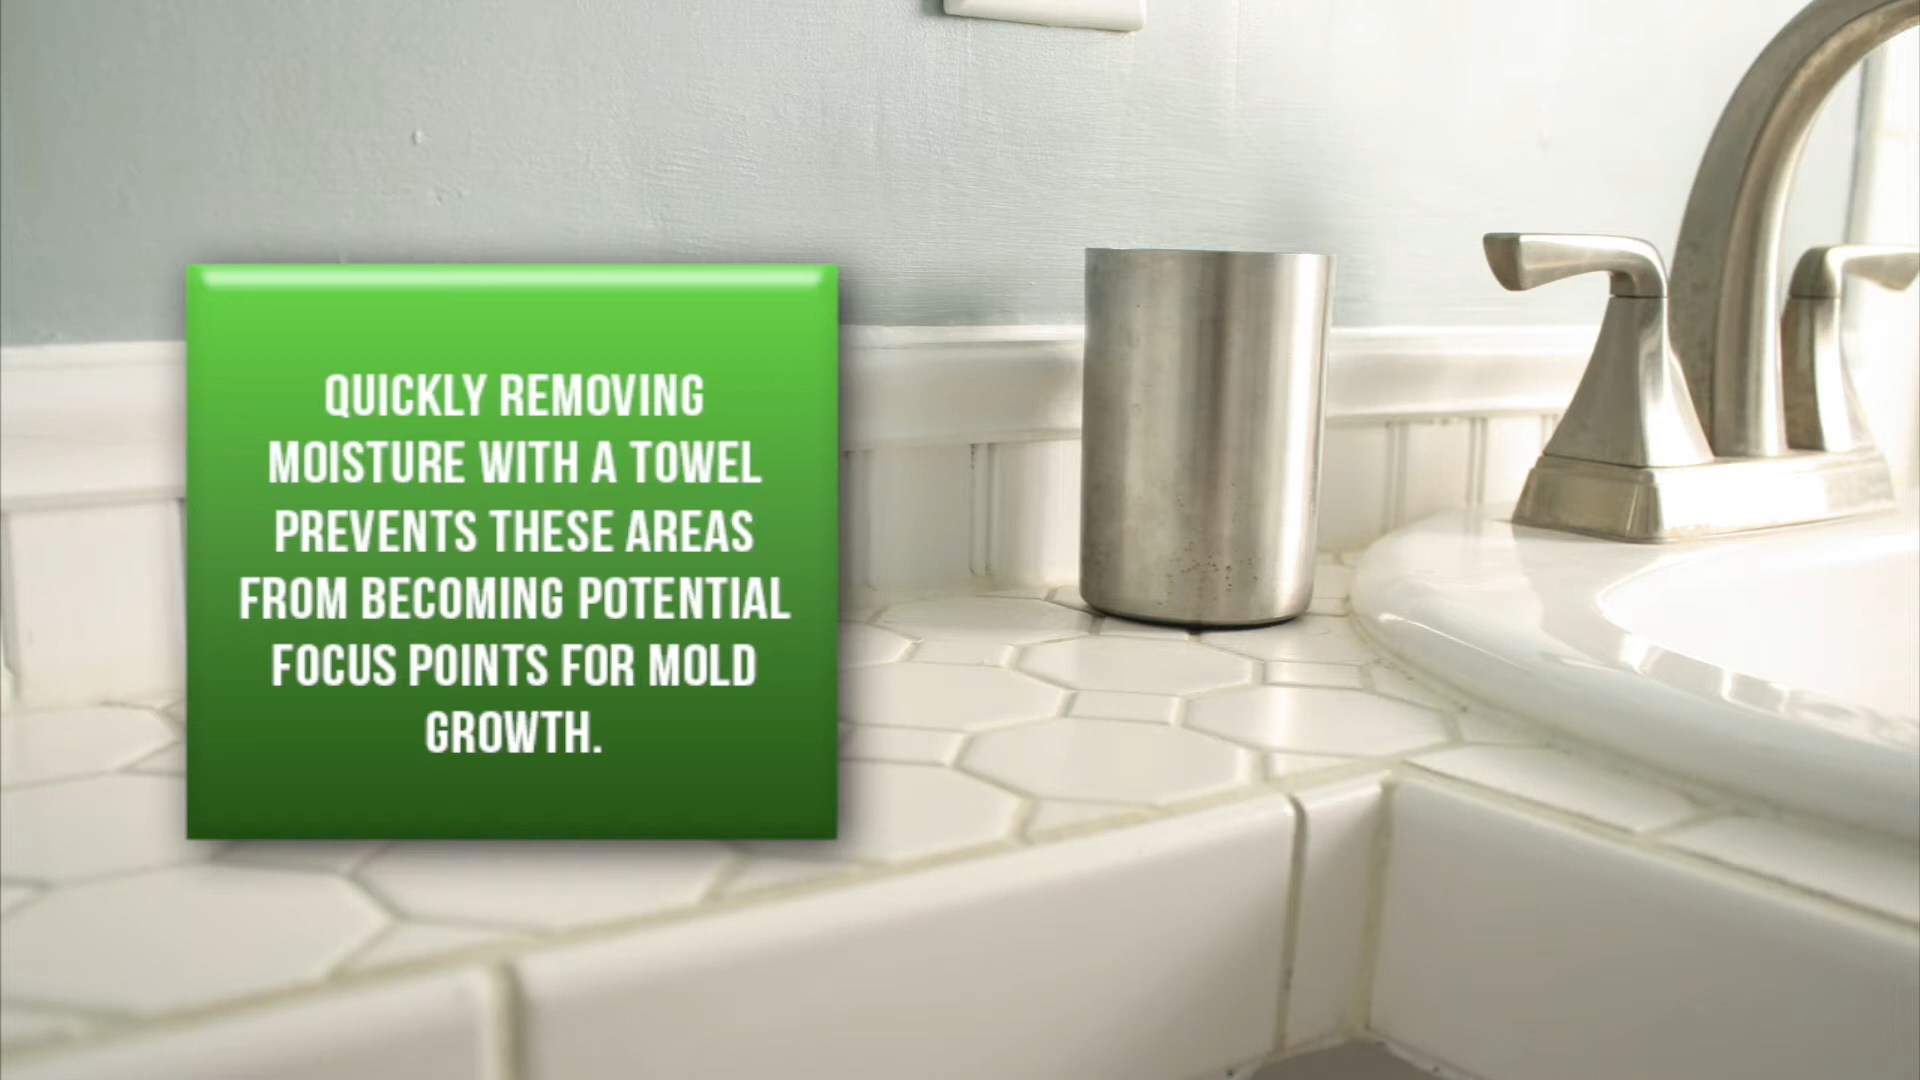 QUICKLY REMOVING
MOISTURE WITH A TOWEL
PREVENTS THESE AREAS
FROM BECOMING POTENTIAL
FOCUS POINTS FOR MOLD
GROWTH.